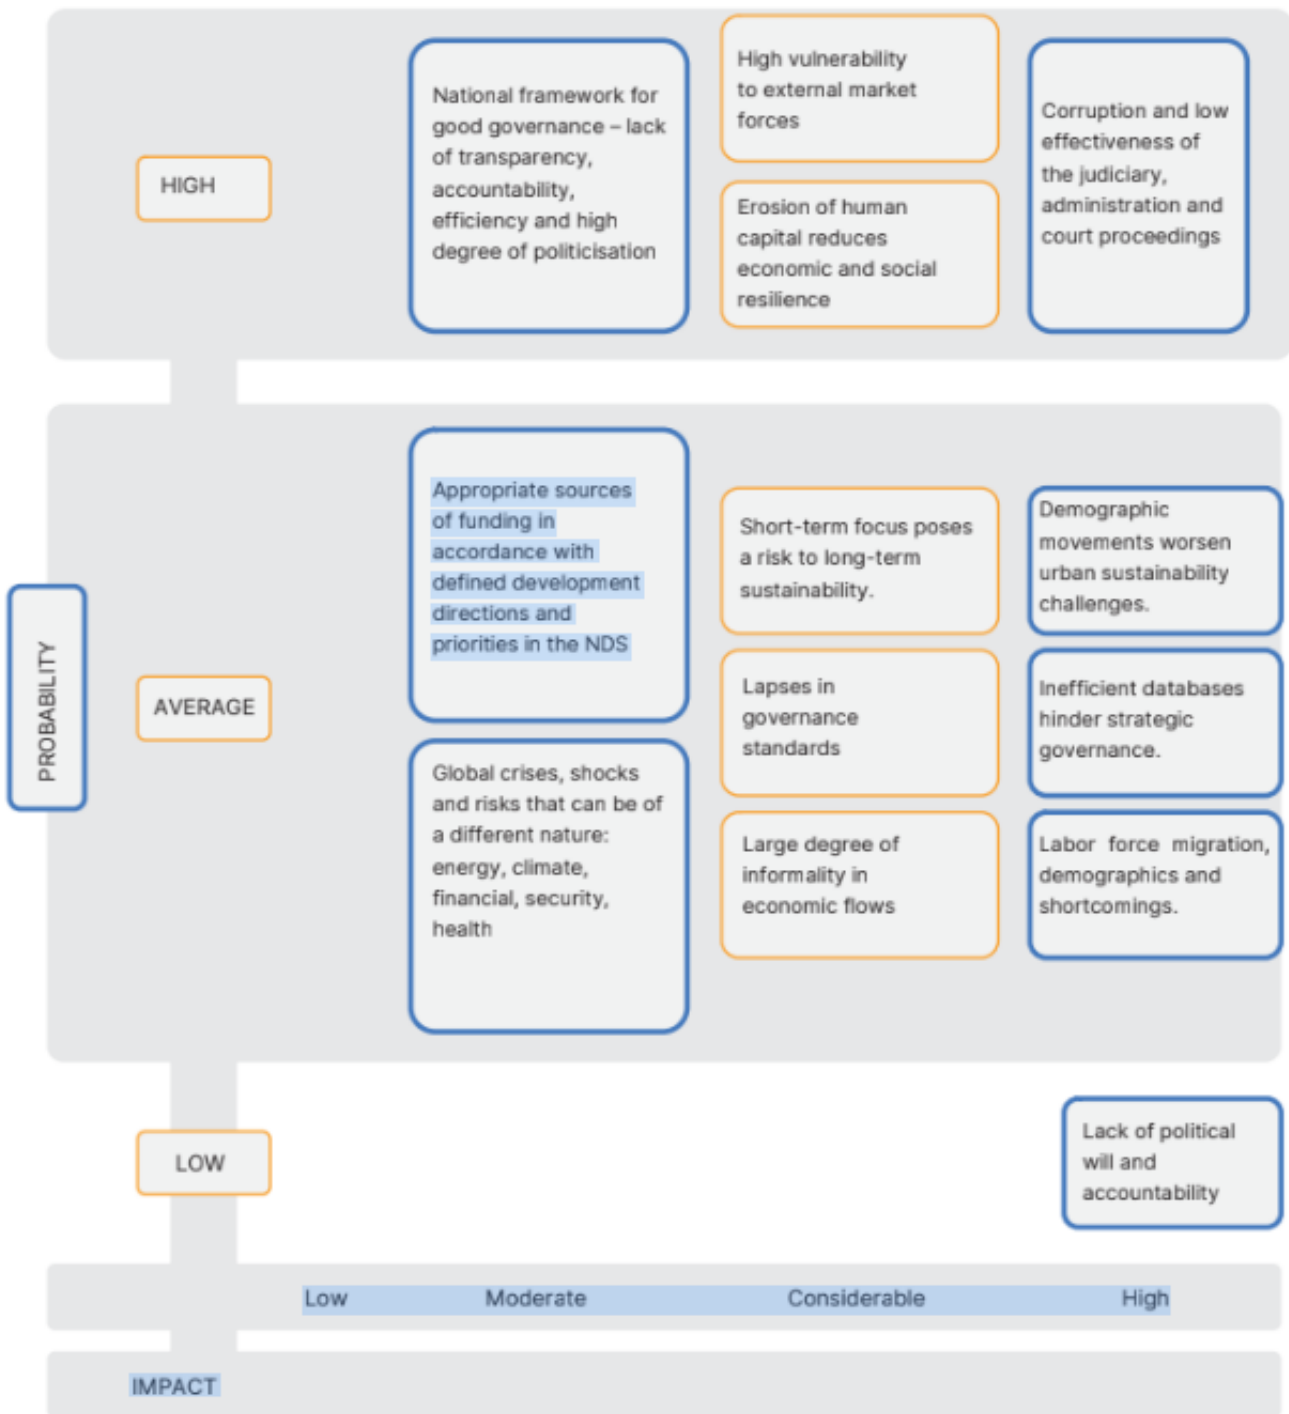 HIGH
National framework for
good governance – lack
of transparency,
accountability,
efficiency and high
degree of politicisation
High vulnerability
to external market
forces
Erosion of human
capital reduces
economic and social
resilience
Corruption and low
effectiveness of
the judiciary,
administration and
court proceedings
PROBABILITY
AVERAGE
Appropriate sources
of funding in
accordance with
defined development
directions and
priorities in the NDS
Global crises, shocks
and risks that can be of
a different nature:
energy, climate,
financial, security,
health
Short-term focus poses
a risk to long-term
sustainability.
Lapses in
governance
standards
Large degree of
informality in
economic flows
Demographic
movements worsen
urban sustainability
challenges.
Inefficient databases
hinder strategic
governance.
Labor force migration,
demographics and
shortcomings.
LOW
Lack of political
will and
accountability
Low Moderate Considerable High
IMPACT